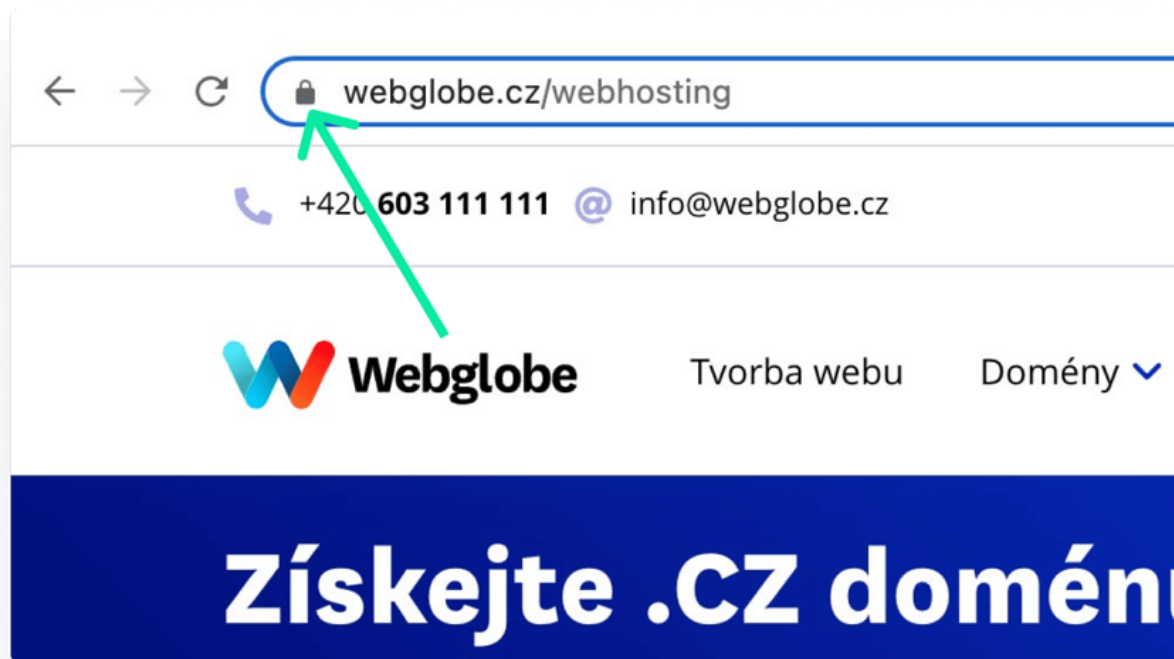 webglobe.cz/webhosting
+420 603 111 111 @ info@webglobe.cz
Webglobe Tvorba webu Domény
Získejte .CZ doménu